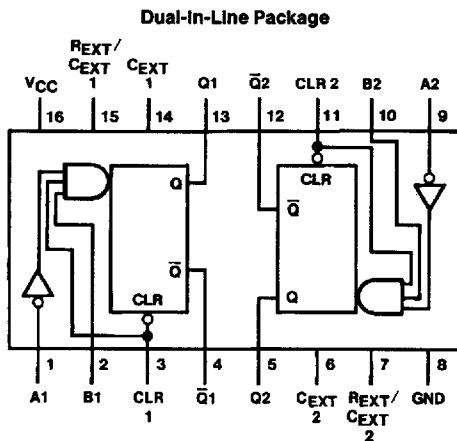 Dual-In-Line Package
REXT/
CEXT CEXT
VCC 1 1 Q1 Q̅2 CLR 2 B2 A2
16 15 14 13 12 11 10 9
CLR
Q
Q̅
Q̅
Q
CLR
1 2 3 4 5 6 7 8
A1 B1 CLR Q̅1 Q2 CEXT REXT/ GND
1 2 CEXT
2